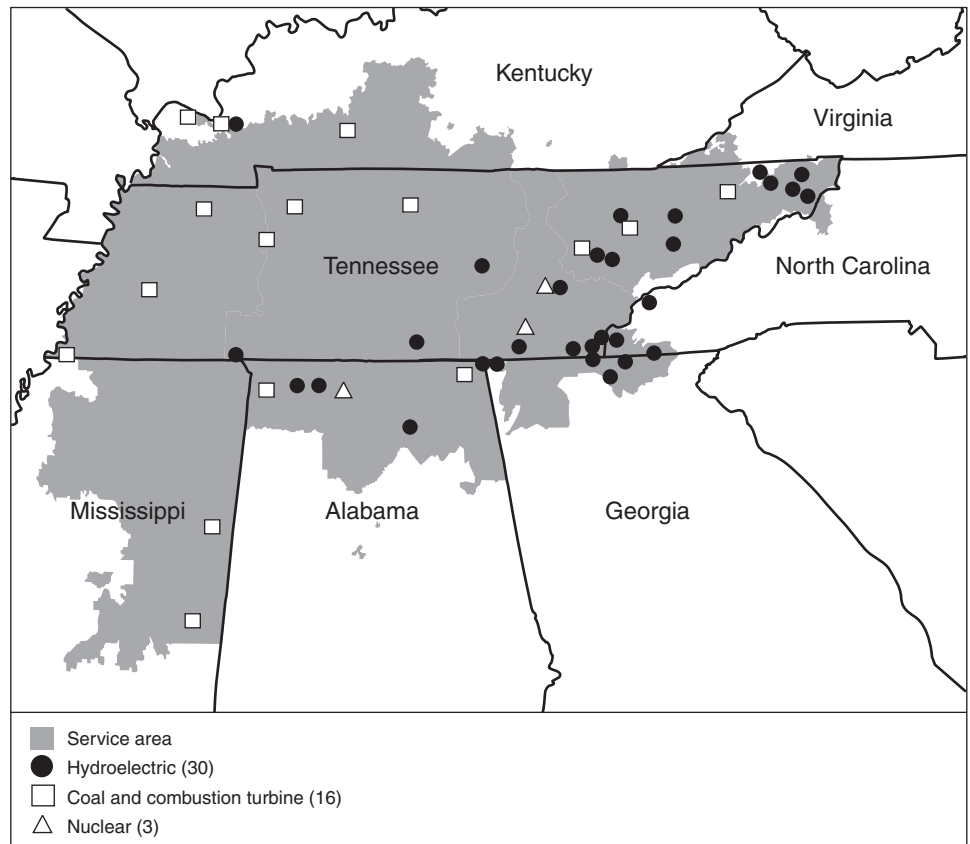 Kentucky
Virginia
Tennessee
North Carolina
Mississippi
Alabama
Georgia
Service area
Hydroelectric (30)
Coal and combustion turbine (16)
Nuclear (3)